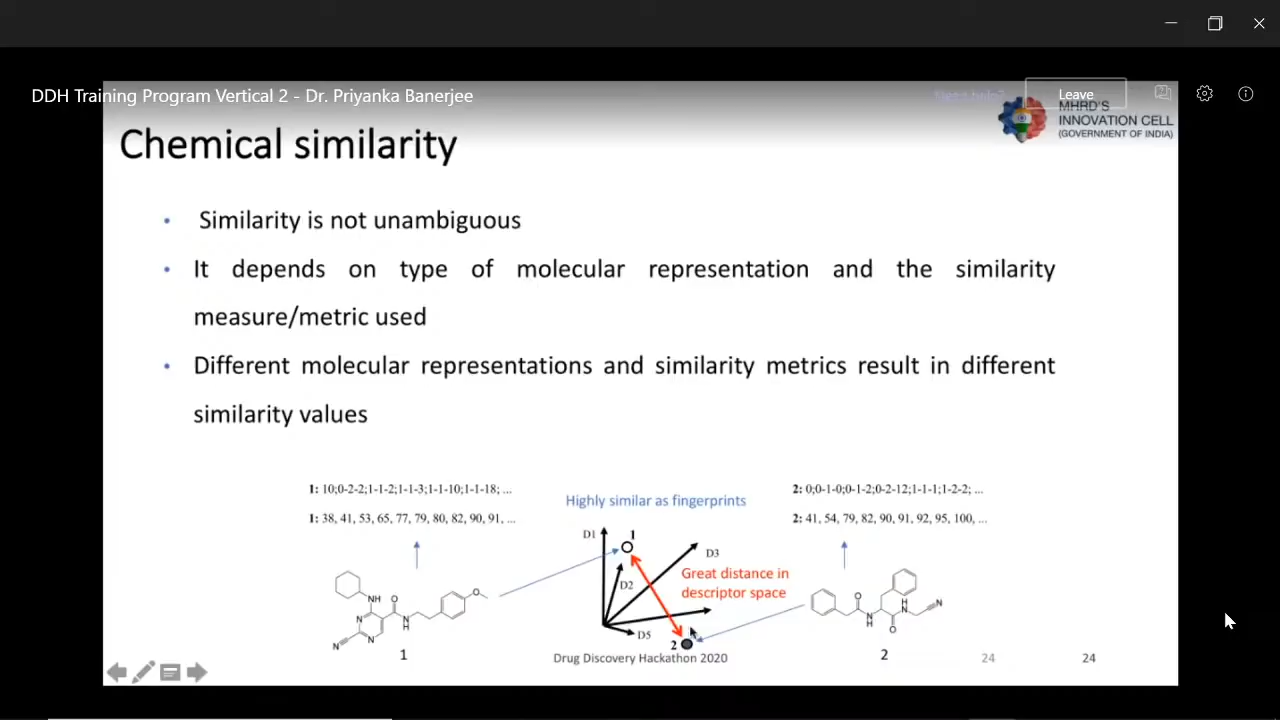 DDH Training Program Vertical 2 - Dr. Priyanka Banerjee
Need help?
Leave
MHRD'S
INNOVATION CELL
(GOVERNMENT OF INDIA)
Chemical similarity
• Similarity is not unambiguous
• It depends on type of molecular representation and the similarity
measure/metric used
• Different molecular representations and similarity metrics result in different
similarity values
1: 10;0-2-2;1-1-2;1-1-3;1-1-10;1-1-18; ...
1: 38, 41, 53, 65, 77, 79, 80, 82, 90, 91, ...
Highly similar as fingerprints
2: 0;0-1-0;0-1-2;0-2-12;1-1-1;1-2-2; ...
2: 41, 54, 79, 82, 90, 91, 92, 95, 100, ...
D1
1
D3
D2
Great distance in
descriptor space
D5
2
NH
O
O
N
N
H
N
N
1
O
N
H
H
N
O
N
2
Drug Discovery Hackathon 2020
24
24